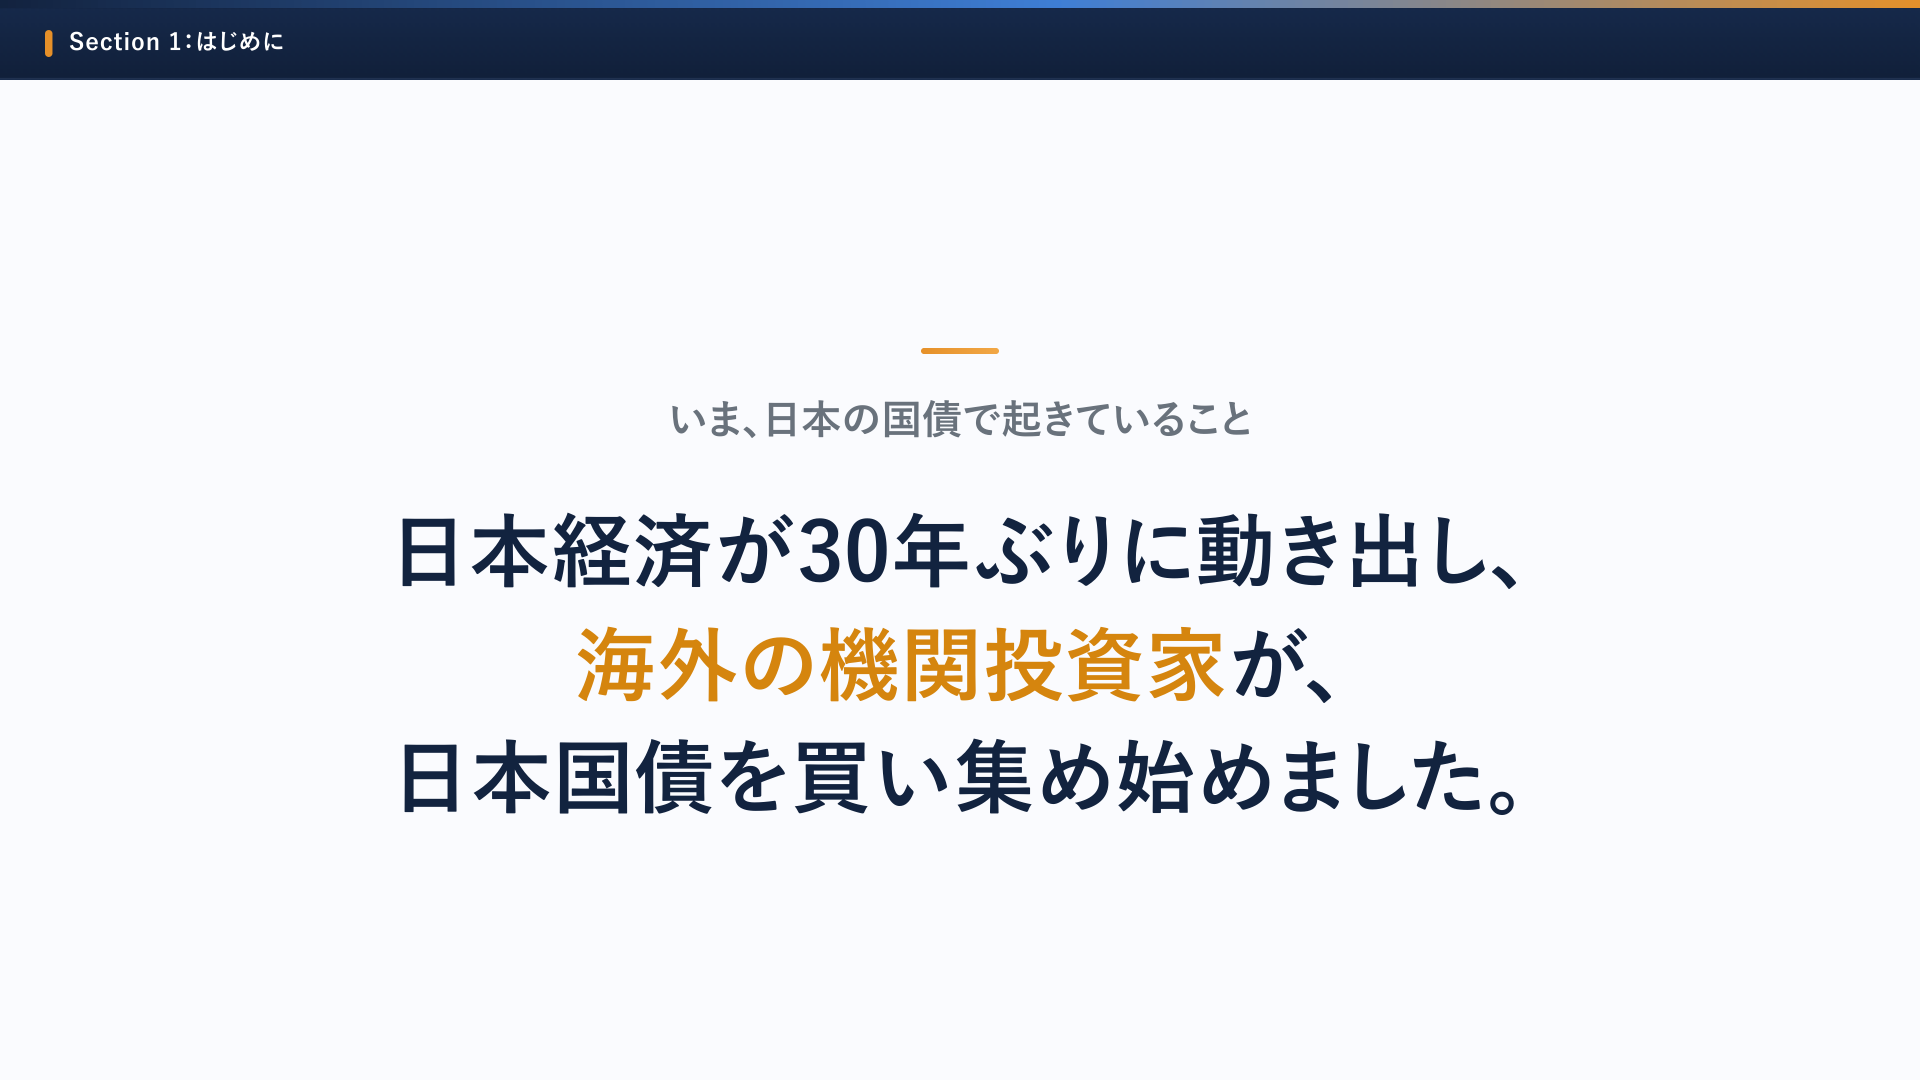 Section 1：はじめに
いま、日本の国債で起きていること
日本経済が30年ぶりに動き出し、
海外の機関投資家が、
日本国債を買い集め始めました。